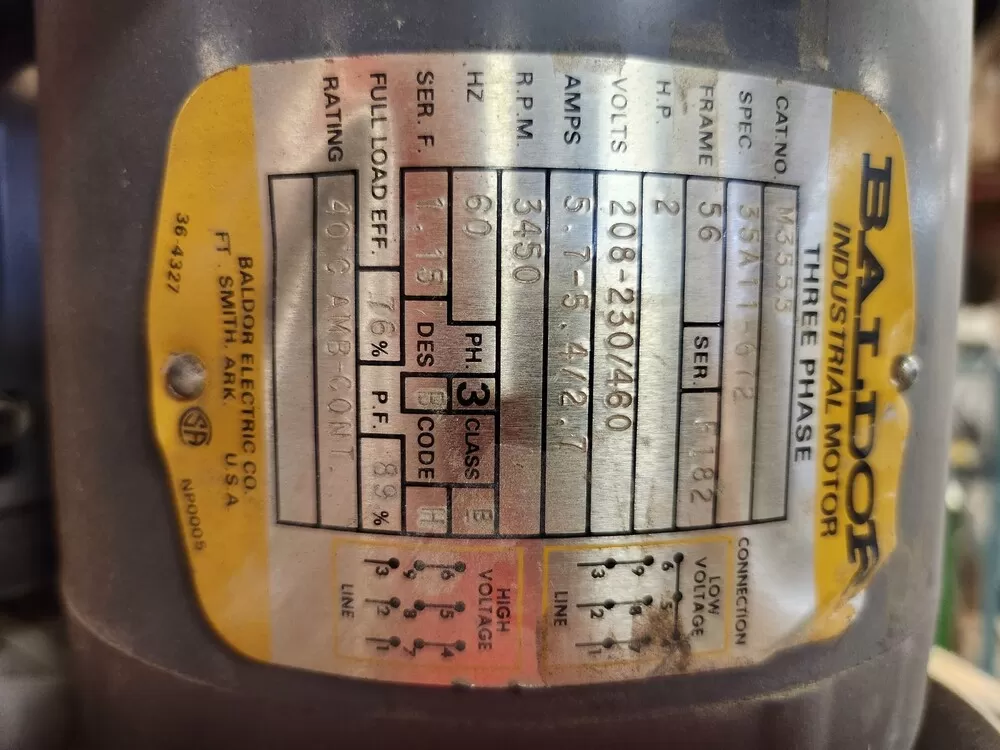 BALDOR
INDUSTRIAL MOTOR
THREE PHASE
CAT.NO. M3553
SPEC. 35A11-672
FRAME 56 SER. F182
H.P. 2
VOLTS 208-230/460
AMPS 5.7-5.4/2.7
R.P.M. 3450
HZ 60 PH. 3 CLASS B
SER. F. 1.15 DES B CODE H
FULL LOAD EFF. 76 % P.F. 89 %
RATING 40 C AMB-CONT.
CONNECTION
LOW VOLTAGE
6 5
9 8 7
3 2 1
LINE
HIGH VOLTAGE
6 5 4
9 8 7
3 2 1
LINE
BALDOR ELECTRIC CO.
FT. SMITH, ARK. U.S.A
36-4327 SA NP0005